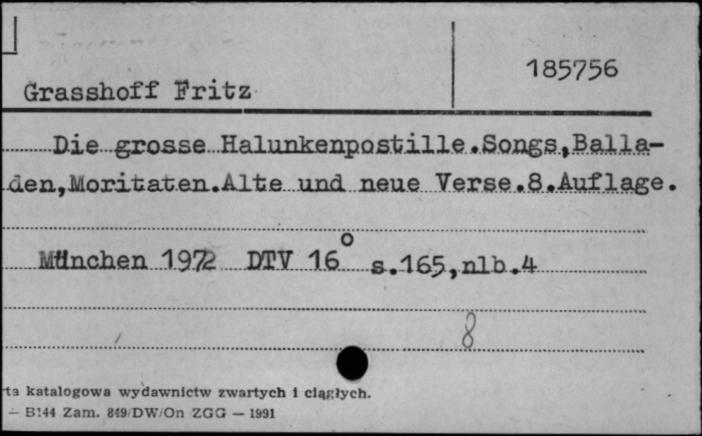 185756
Grasshoff Fritz
Die grosse Halunkenpostille.Songs,Balla-
den,Moritaten.Alte und neue Verse.8.Auflage.
München 1972 DTV 16° s.165,nlb.4
8
ta katalogowa wydawnictw zwartych i ciągłych.
— B144 Zam. 849/DW/On ZGG — 1991